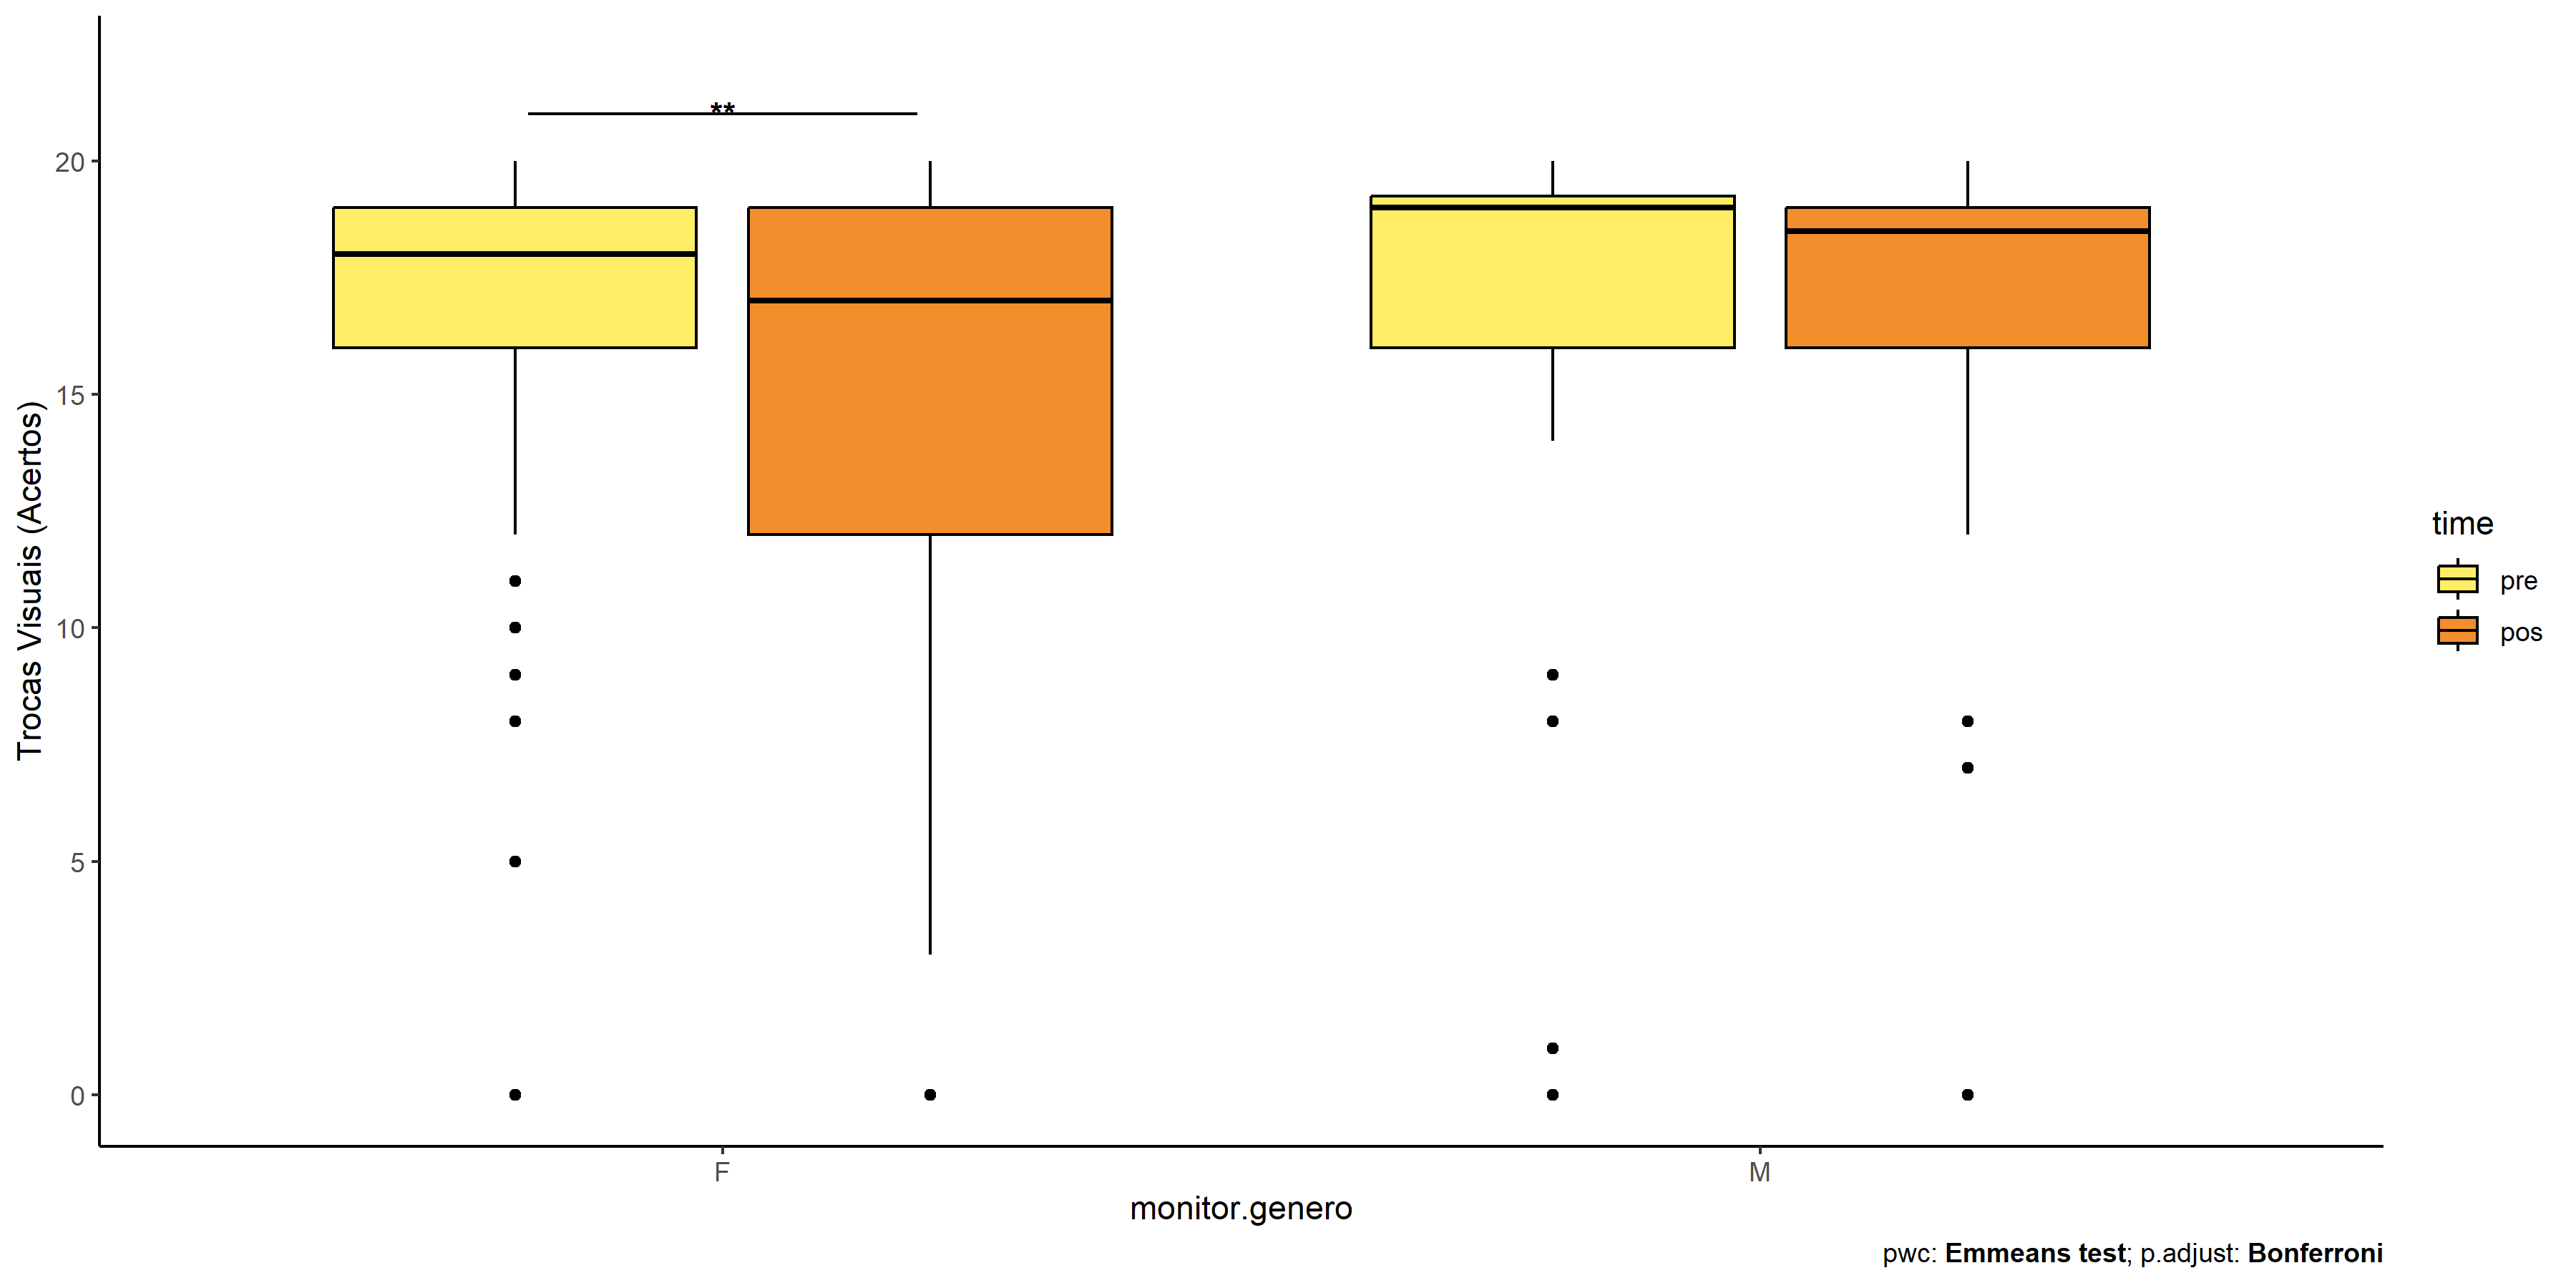 **
20
15
10
5
0
Trocas Visuais (Acertos)
F
M
monitor.genero
time
pre
pos
pwc: Emmeans test; p.adjust: Bonferroni